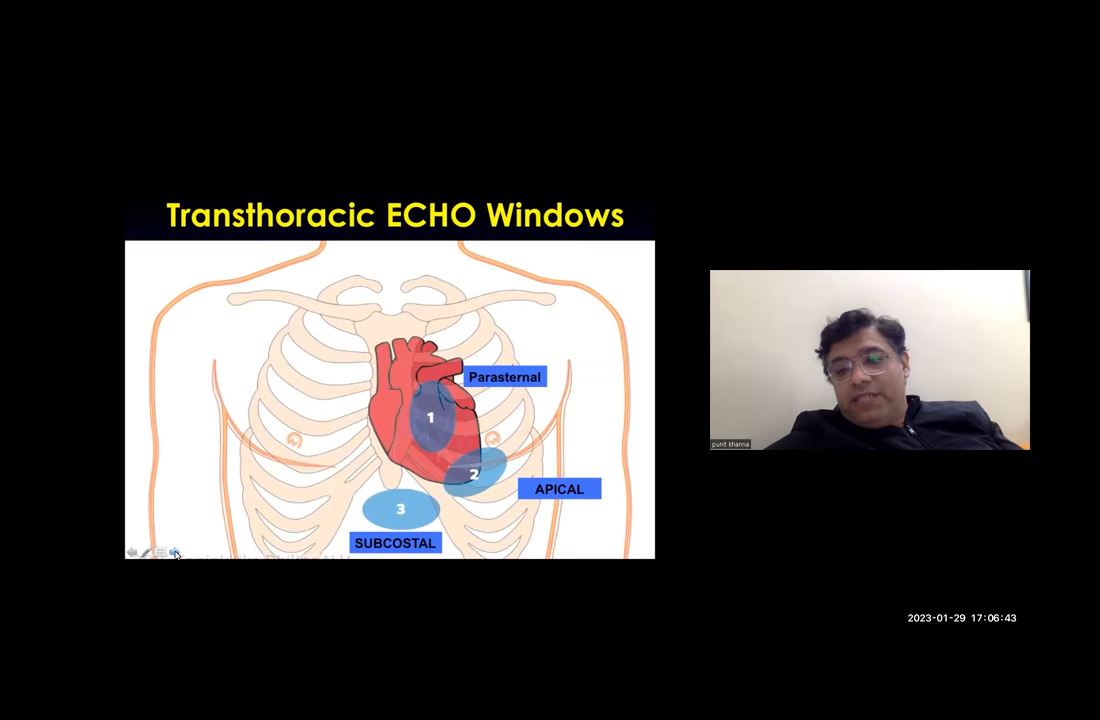 Transthoracic ECHO Windows
Parasternal
1
2
APICAL
3
SUBCOSTAL
punit khanna
2023-01-29 17:06:43